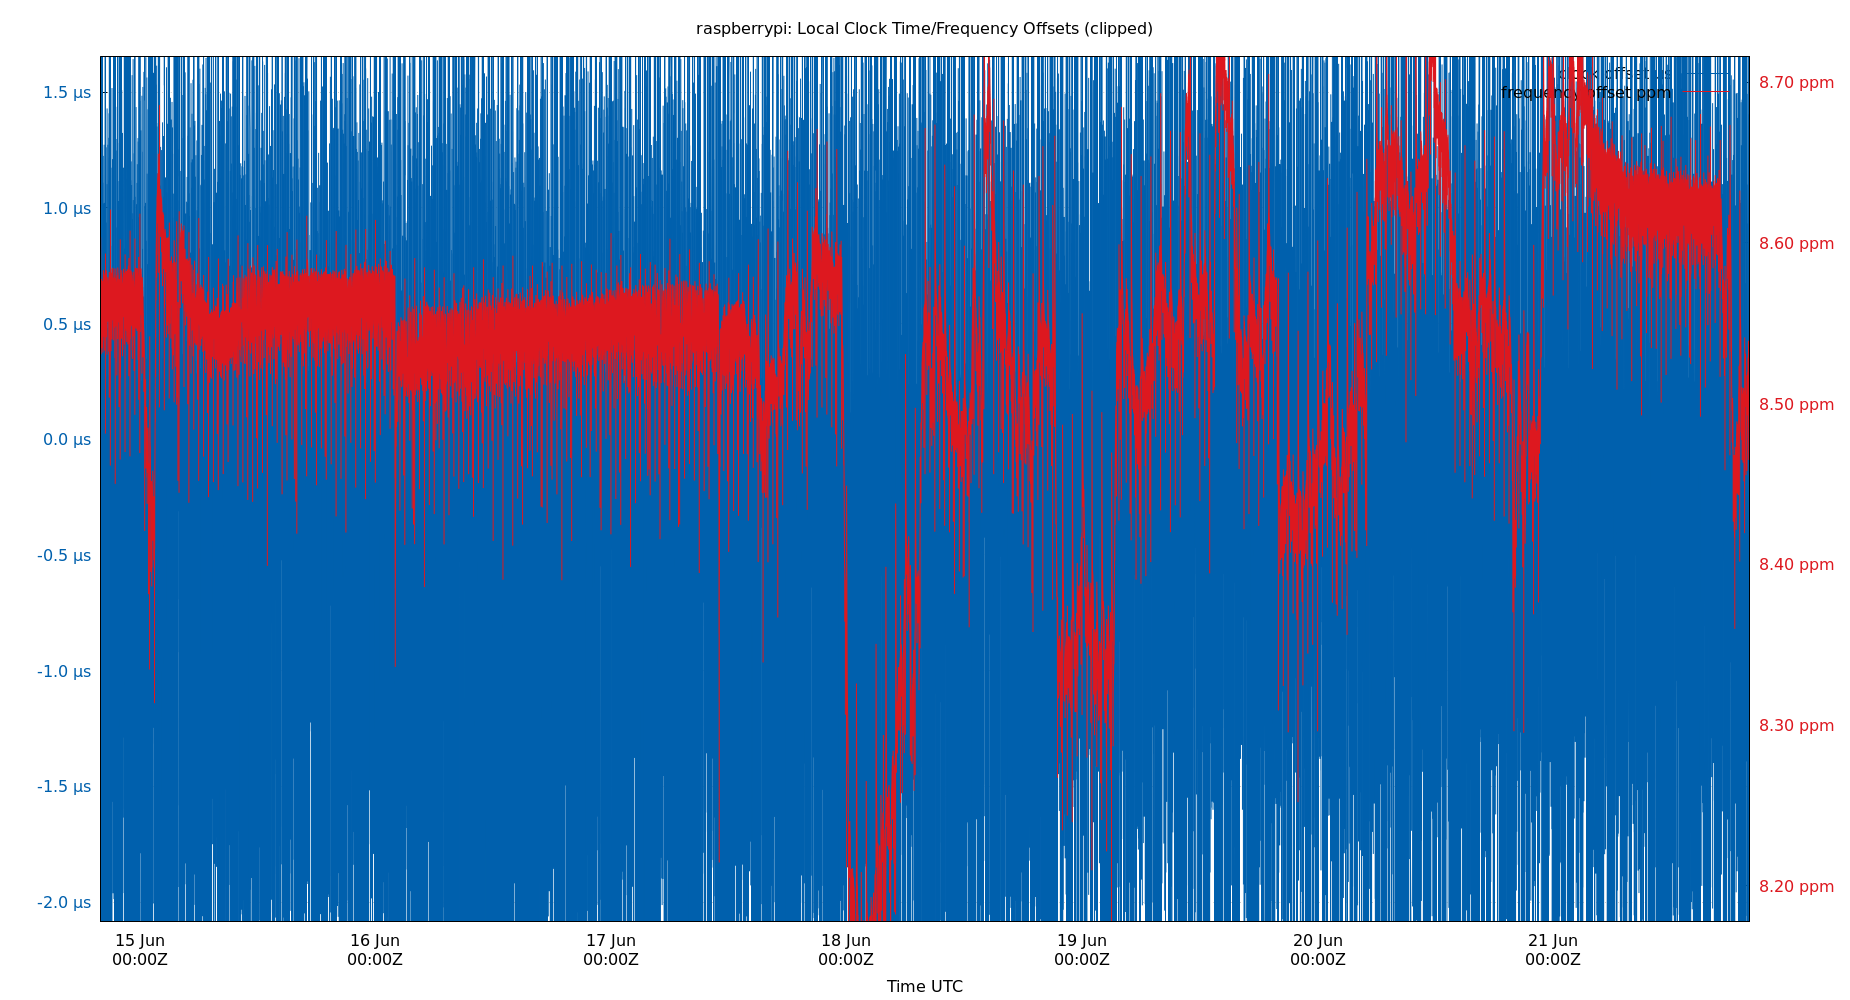 raspberrypi: Local Clock Time/Frequency Offsets (clipped)
clock offset µs
frequency offset ppm
1.5 µs
1.0 µs
0.5 µs
0.0 µs
-0.5 µs
-1.0 µs
-1.5 µs
-2.0 µs
8.70 ppm
8.60 ppm
8.50 ppm
8.40 ppm
8.30 ppm
8.20 ppm
15 Jun 16 Jun 17 Jun 18 Jun 19 Jun 20 Jun 21 Jun
00:00Z 00:00Z 00:00Z 00:00Z 00:00Z 00:00Z 00:00Z
Time UTC